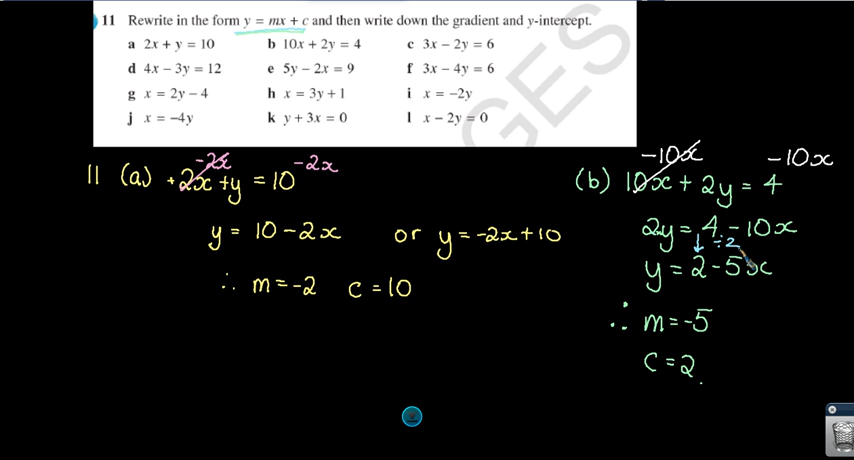 11 Rewrite in the form y = mx + c and then write down the gradient and y-intercept.
a 2x + y = 10 b 10x + 2y = 4 c 3x − 2y = 6
d 4x − 3y = 12 e 5y − 2x = 9 f 3x − 4y = 6
g x = 2y − 4 h x = 3y + 1 i x = −2y
j x = −4y k y + 3x = 0 l x − 2y = 0
GES
-2x -2x
11 (a) +2x +y = 10
y = 10 - 2x or y = -2x + 10
∴ m = -2 c = 10
-10x -10x
(b) 10x + 2y = 4
2y = 4 - 10x
↓ ÷2
y = 2 - 5x
∴ m = -5
c = 2.